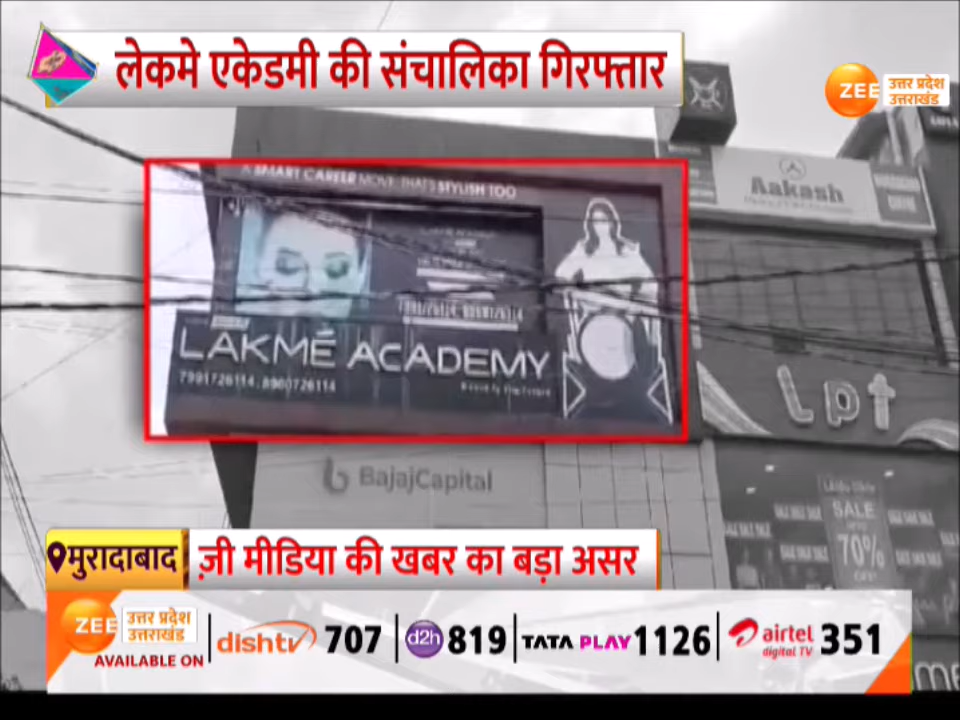 लेकमे एकेडमी की संचालिका गिरफ्तार
ZEE उत्तर प्रदेश
उत्तराखंड
A SMART CAREER MOVE. THAT'S STYLISH TOO
Aakash
LAKMÉ ACADEMY
7991726114, 8960726114
lpt
BajajCapital
SALE
70%
मुरादाबाद
ज़ी मीडिया की खबर का बड़ा असर
ZEE उत्तर प्रदेश
उत्तराखंड
AVAILABLE ON
dishtv 707
d2h 819
TATA PLAY 1126
airtel
digital TV
351